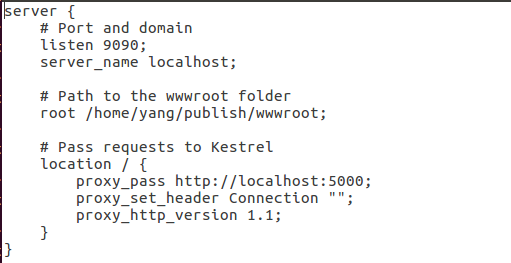 server {
    # Port and domain
    listen 9090;
    server_name localhost;

    # Path to the wwwroot folder
    root /home/yang/publish/wwwroot;

    # Pass requests to Kestrel
    location / {
        proxy_pass http://localhost:5000;
        proxy_set_header Connection "";
        proxy_http_version 1.1;
    }
}